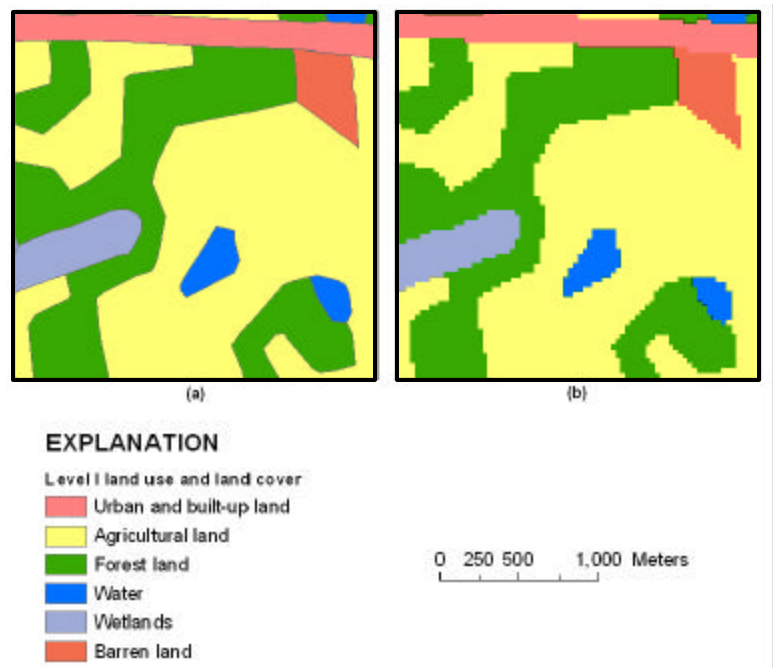 (a)
(b)
EXPLANATION
Level I land use and land cover
Urban and built-up land
Agricultural land
Forest land
Water
Wetlands
Barren land
0 250 500 1,000 Meters